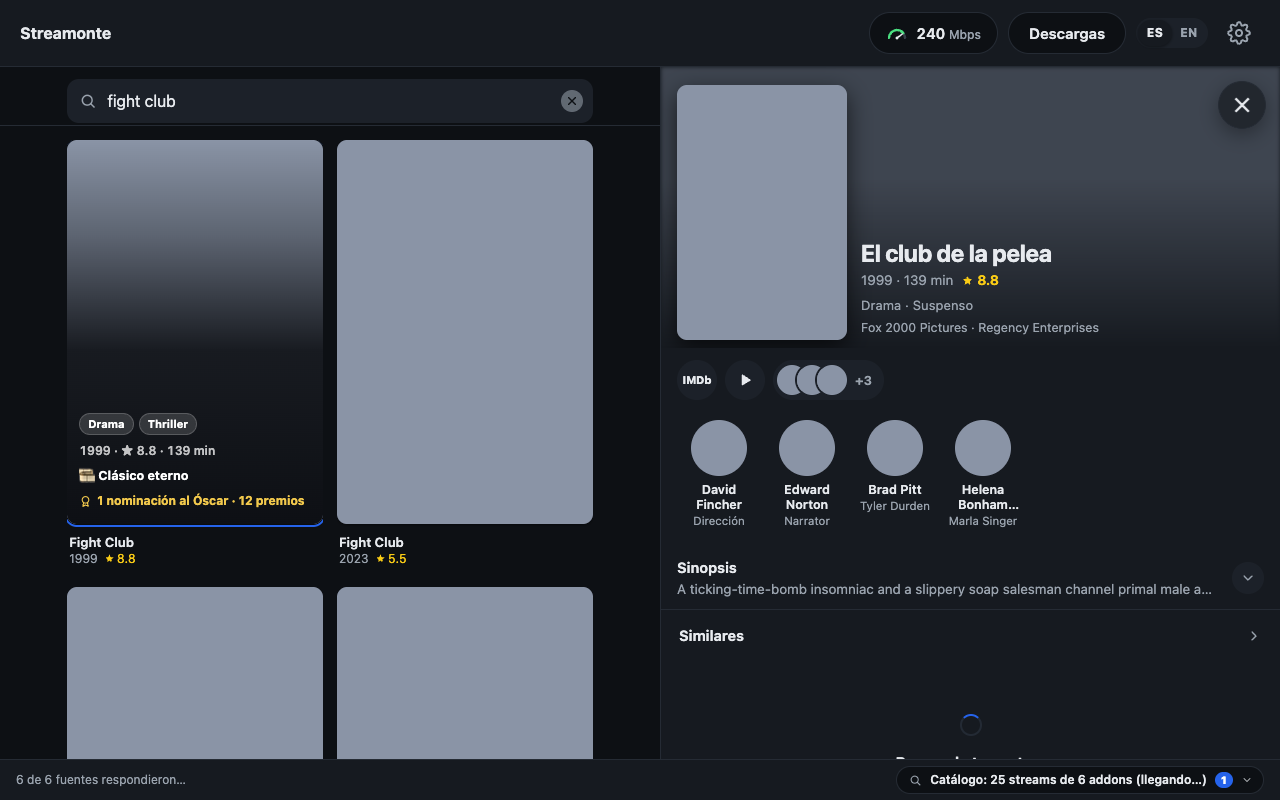 Streamonte
240 Mbps
Descargas
ES EN
fight club
Drama Thriller
1999 · ★ 8.8 · 139 min
Clásico eterno
1 nominación al Óscar · 12 premios
Fight Club
1999 ★ 8.8
Fight Club
2023 ★ 5.5
El club de la pelea
1999 · 139 min ★ 8.8
Drama · Suspenso
Fox 2000 Pictures · Regency Enterprises
IMDb
+3
David
Fincher
Dirección
Edward
Norton
Narrator
Brad Pitt
Tyler Durden
Helena
Bonham...
Marla Singer
Sinopsis
A ticking-time-bomb insomniac and a slippery soap salesman channel primal male a...
Similares
6 de 6 fuentes respondieron...
Catálogo: 25 streams de 6 addons (llegando...) 1